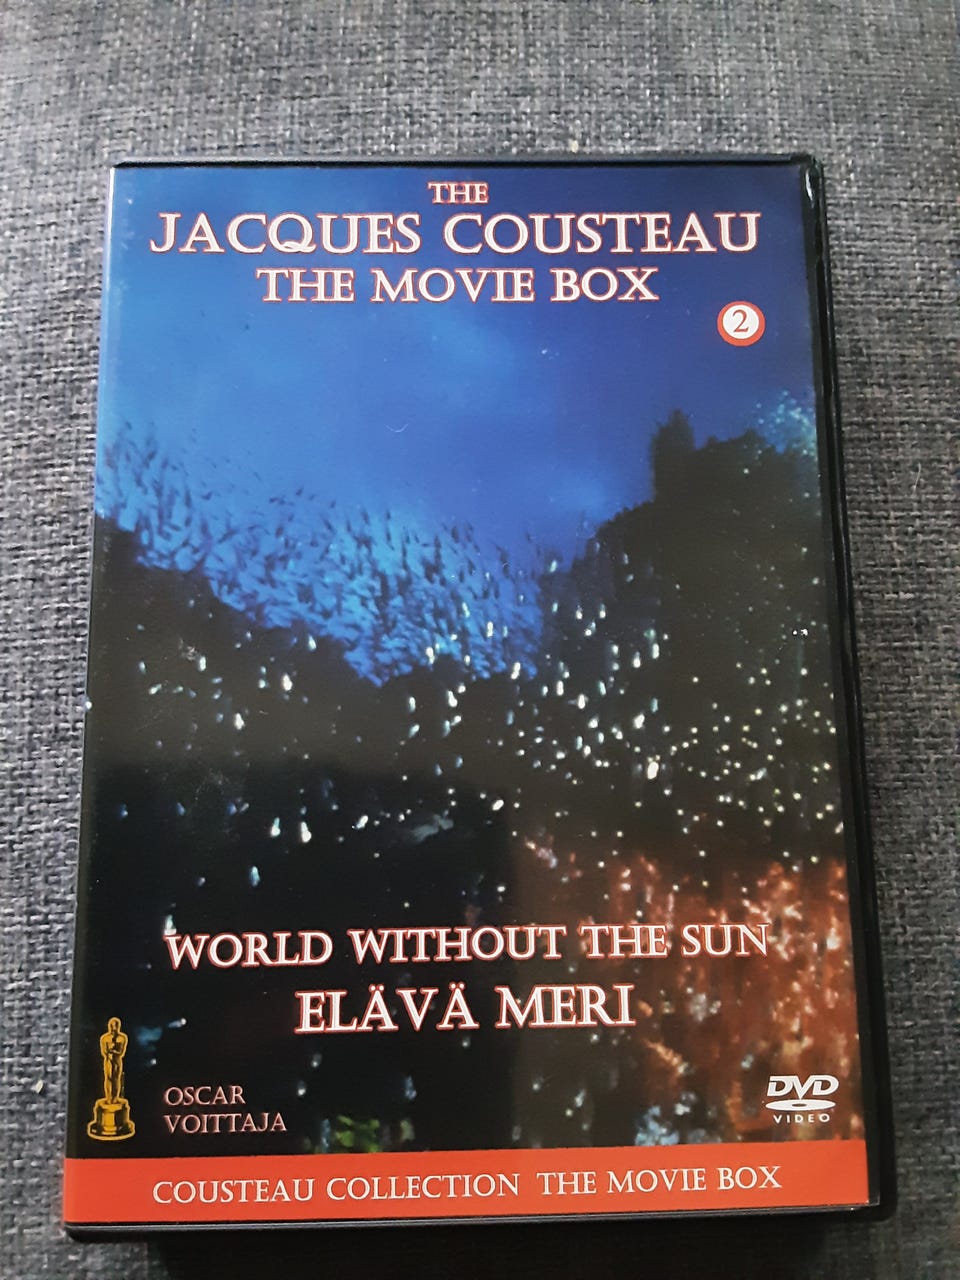 THE
JACQUES COUSTEAU
THE MOVIE BOX
2
WORLD WITHOUT THE SUN
ELÄVÄ MERI
OSCAR
VOITTAJA
DVD
VIDEO
COUSTEAU COLLECTION THE MOVIE BOX